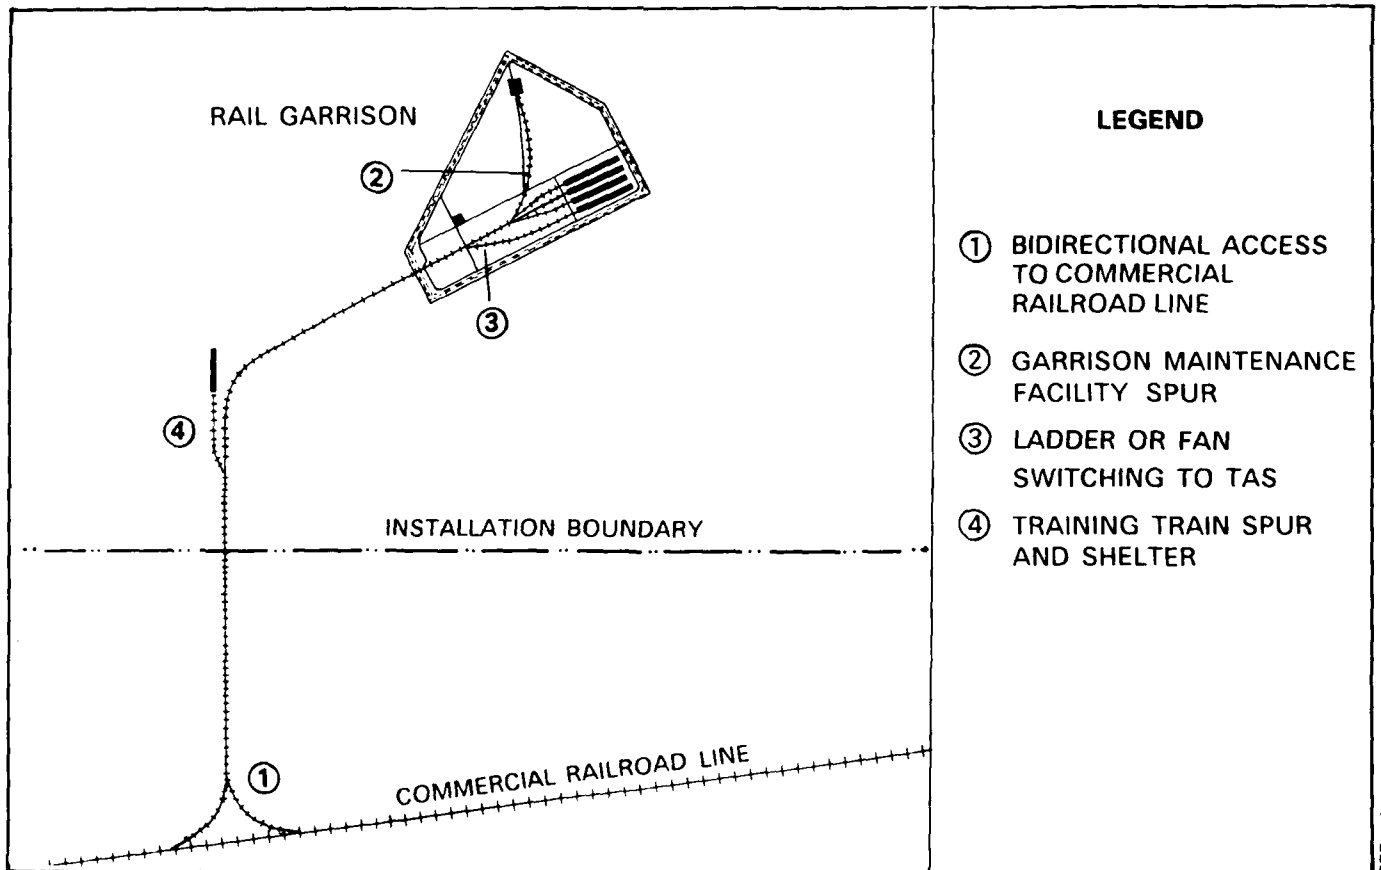 RAIL GARRISON
②
③
④
INSTALLATION BOUNDARY
①
COMMERCIAL RAILROAD LINE
LEGEND
① BIDIRECTIONAL ACCESS
TO COMMERCIAL
RAILROAD LINE
② GARRISON MAINTENANCE
FACILITY SPUR
③ LADDER OR FAN
SWITCHING TO TAS
④ TRAINING TRAIN SPUR
AND SHELTER